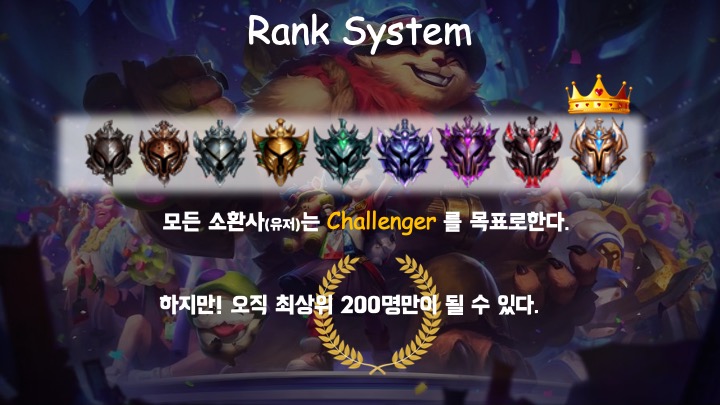 Rank System
모든 소환사(유저)는 Challenger 를 목표로한다.
하지만! 오직 최상위 200명만이 될 수 있다.